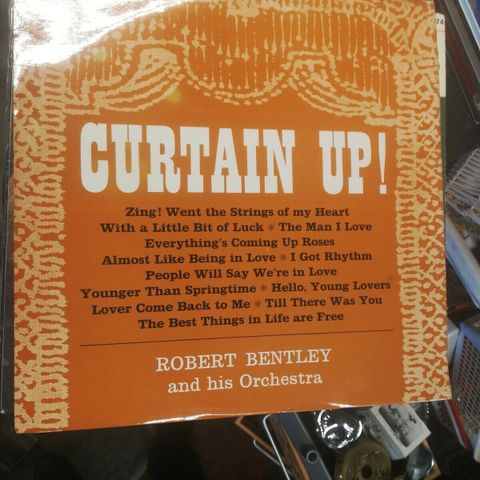 CURTAIN UP!
Zing! Went the Strings of my Heart
With a Little Bit of Luck * The Man I Love
Everything's Coming Up Roses
Almost Like Being in Love * I Got Rhythm
People Will Say We're in Love
Younger Than Springtime * Hello, Young Lovers
Lover Come Back to Me * Till There Was You
The Best Things in Life are Free
ROBERT BENTLEY
and his Orchestra